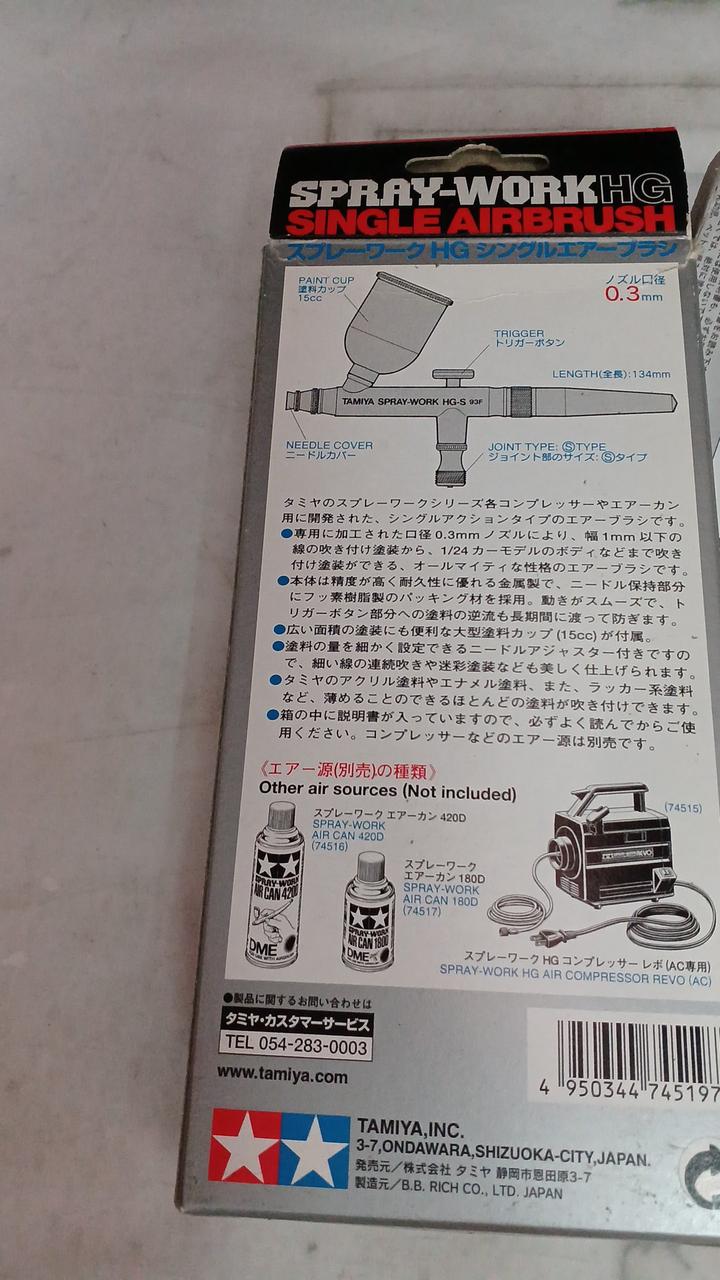 SPRAY-WORK HG
SINGLE AIRBRUSH
スプレーワーク HG シングルエアーブラシ
PAINT CUP
塗料カップ
15cc
ノズル口径
0.3mm
TRIGGER
トリガーボタン
LENGTH(全長):134mm
TAMIYA SPRAY-WORK HG-S 93F
NEEDLE COVER
ニードルカバー
JOINT TYPE: ⓈTYPE
ジョイント部のサイズ: Ⓢタイプ
タミヤのスプレーワークシリーズ各コンプレッサーやエアーカン
用に開発された、シングルアクションタイプのエアーブラシです。
●専用に加工された口径 0.3mm ノズルにより、幅 1mm 以下の
線の吹き付け塗装から、1/24 カーモデルのボディなどまで吹き
付け塗装ができる、オールマイティな性格のエアーブラシです。
●本体は精度が高く耐久性に優れる金属製で、ニードル保持部分
にフッ素樹脂製のパッキング材を採用。動きがスムーズで、ト
リガーボタン部分への塗料の逆流も長期間に渡って防ぎます。
●広い面積の塗装にも便利な大型塗料カップ (15cc) が付属。
●塗料の量を細かく設定できるニードルアジャスター付きですの
で、細い線の連続吹きや迷彩塗装なども美しく仕上げられます。
●タミヤのアクリル塗料やエナメル塗料、また、ラッカー系塗料
など、薄めることのできるほとんどの塗料が吹き付けできます。
●箱の中に説明書が入っていますので、必ずよく読んでからご使
用ください。コンプレッサーなどのエアー源は別売です。
《エアー源(別売)の種類》
Other air sources (Not included)
スプレーワーク エアーカン 420D
SPRAY-WORK
AIR CAN 420D
(74516)
SPRAY-WORK
AIR CAN 420D
DME
スプレーワーク
エアーカン 180D
SPRAY-WORK
AIR CAN 180D
(74517)
SPRAY-WORK
AIR CAN 180D
DME
(74515)
REVO
スプレーワーク HG コンプレッサー レボ (AC専用)
SPRAY-WORK HG AIR COMPRESSOR REVO (AC)
●製品に関するお問い合わせは
タミヤ・カスタマーサービス
TEL 054-283-0003
www.tamiya.com
4 950344 745197
TAMIYA,INC.
3-7,ONDAWARA,SHIZUOKA-CITY,JAPAN.
発売元／株式会社 タミヤ 静岡市恩田原3-7
製造元／B.B. RICH CO., LTD. JAPAN